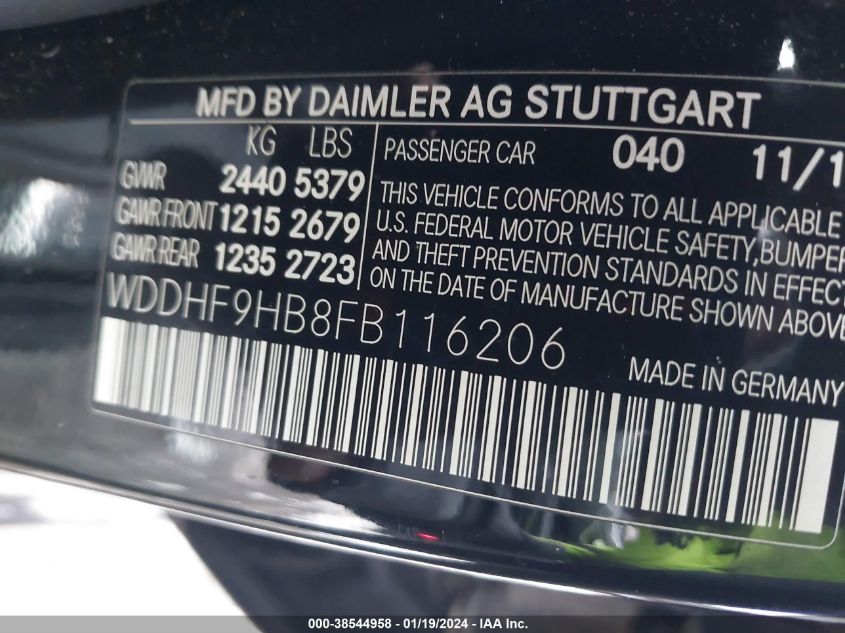 MFD BY DAIMLER AG STUTTGART
KG LBS
GVWR 2440 5379
GAWR FRONT 1215 2679
GAWR REAR 1235 2723
PASSENGER CAR 040 11/1
THIS VEHICLE CONFORMS TO ALL APPLICABLE
U.S. FEDERAL MOTOR VEHICLE SAFETY, BUMPER
AND THEFT PREVENTION STANDARDS IN EFFECT
ON THE DATE OF MANUFACTURE SHOWN ABOVE
WDDHF9HB8FB116206
MADE IN GERMANY
000-38544958 - 01/19/2024 - IAA Inc.